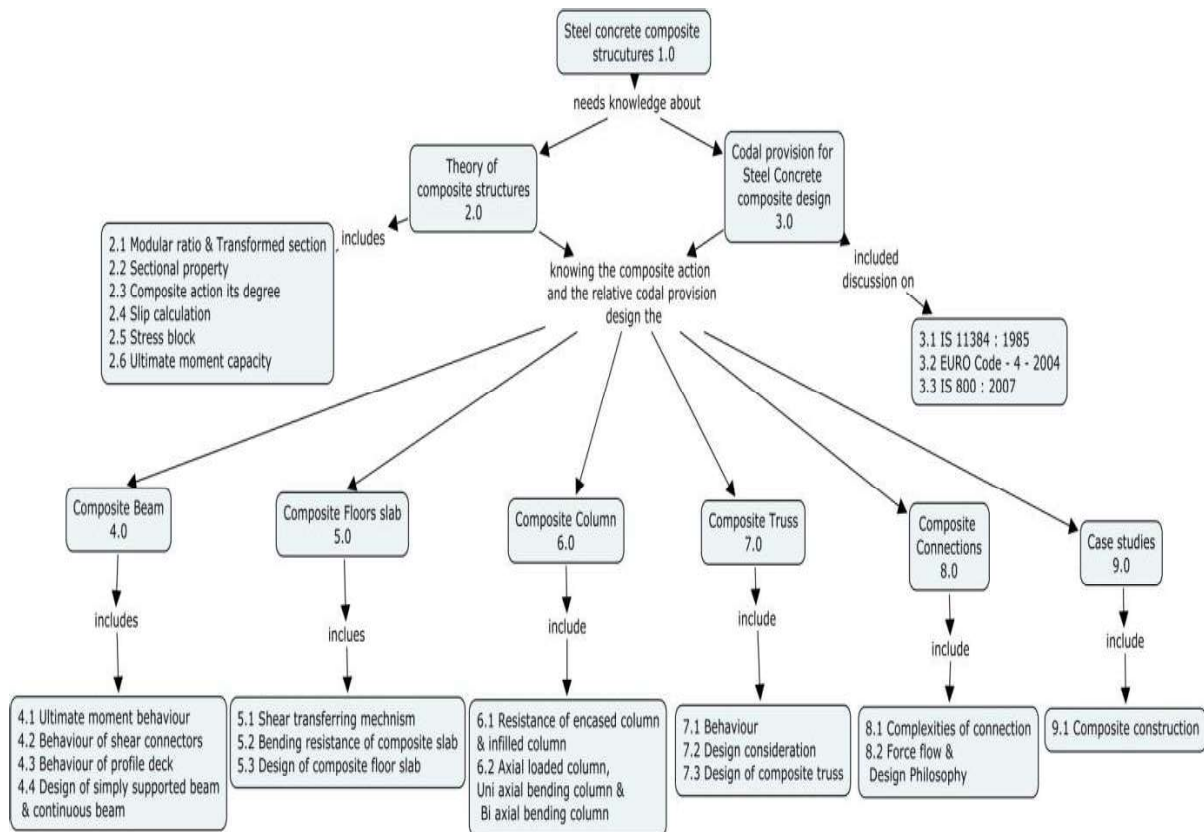 Steel concrete composite
strucutures 1.0
needs knowledge about
Theory of
composite structures
2.0
Codal provision for
Steel Concrete
composite design
3.0
includes
2.1 Modular ratio & Transformed section
2.2 Sectional property
2.3 Composite action its degree
2.4 Slip calculation
2.5 Stress block
2.6 Ultimate moment capacity
knowing the composite action
and the relative codal provision
design the
included
discussion on
3.1 IS 11384 : 1985
3.2 EURO Code - 4 - 2004
3.3 IS 800 : 2007
Composite Beam
4.0
Composite Floors slab
5.0
Composite Column
6.0
Composite Truss
7.0
Composite
Connections
8.0
Case studies
9.0
includes
inclues
include
include
include
include
4.1 Ultimate moment behaviour
4.2 Behaviour of shear connectors
4.3 Behaviour of profile deck
4.4 Design of simply supported beam
& continuous beam
5.1 Shear transferring mechnism
5.2 Bending resistance of composite slab
5.3 Design of composite floor slab
6.1 Resistance of encased column
& infilled column
6.2 Axial loaded column,
Uni axial bending column &
Bi axial bending column
7.1 Behaviour
7.2 Design consideration
7.3 Design of composite truss
8.1 Complexities of connection
8.2 Force flow &
Design Philosophy
9.1 Composite construction